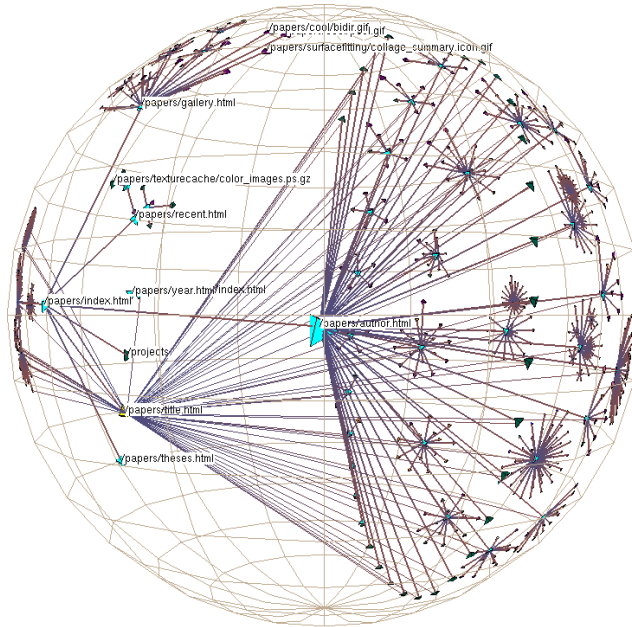 /papers/cool/bidir.gif
.gif
/papers/surfacefitting/collage_summary.icon.gif
/papers/gallery.html
/papers/texturecache/color_images.ps.gz
/papers/recent.html
/papers/year.html
/index.html
/papers/index.html
/papers/author.html
/projects
/papers/title.html
/papers/theses.html